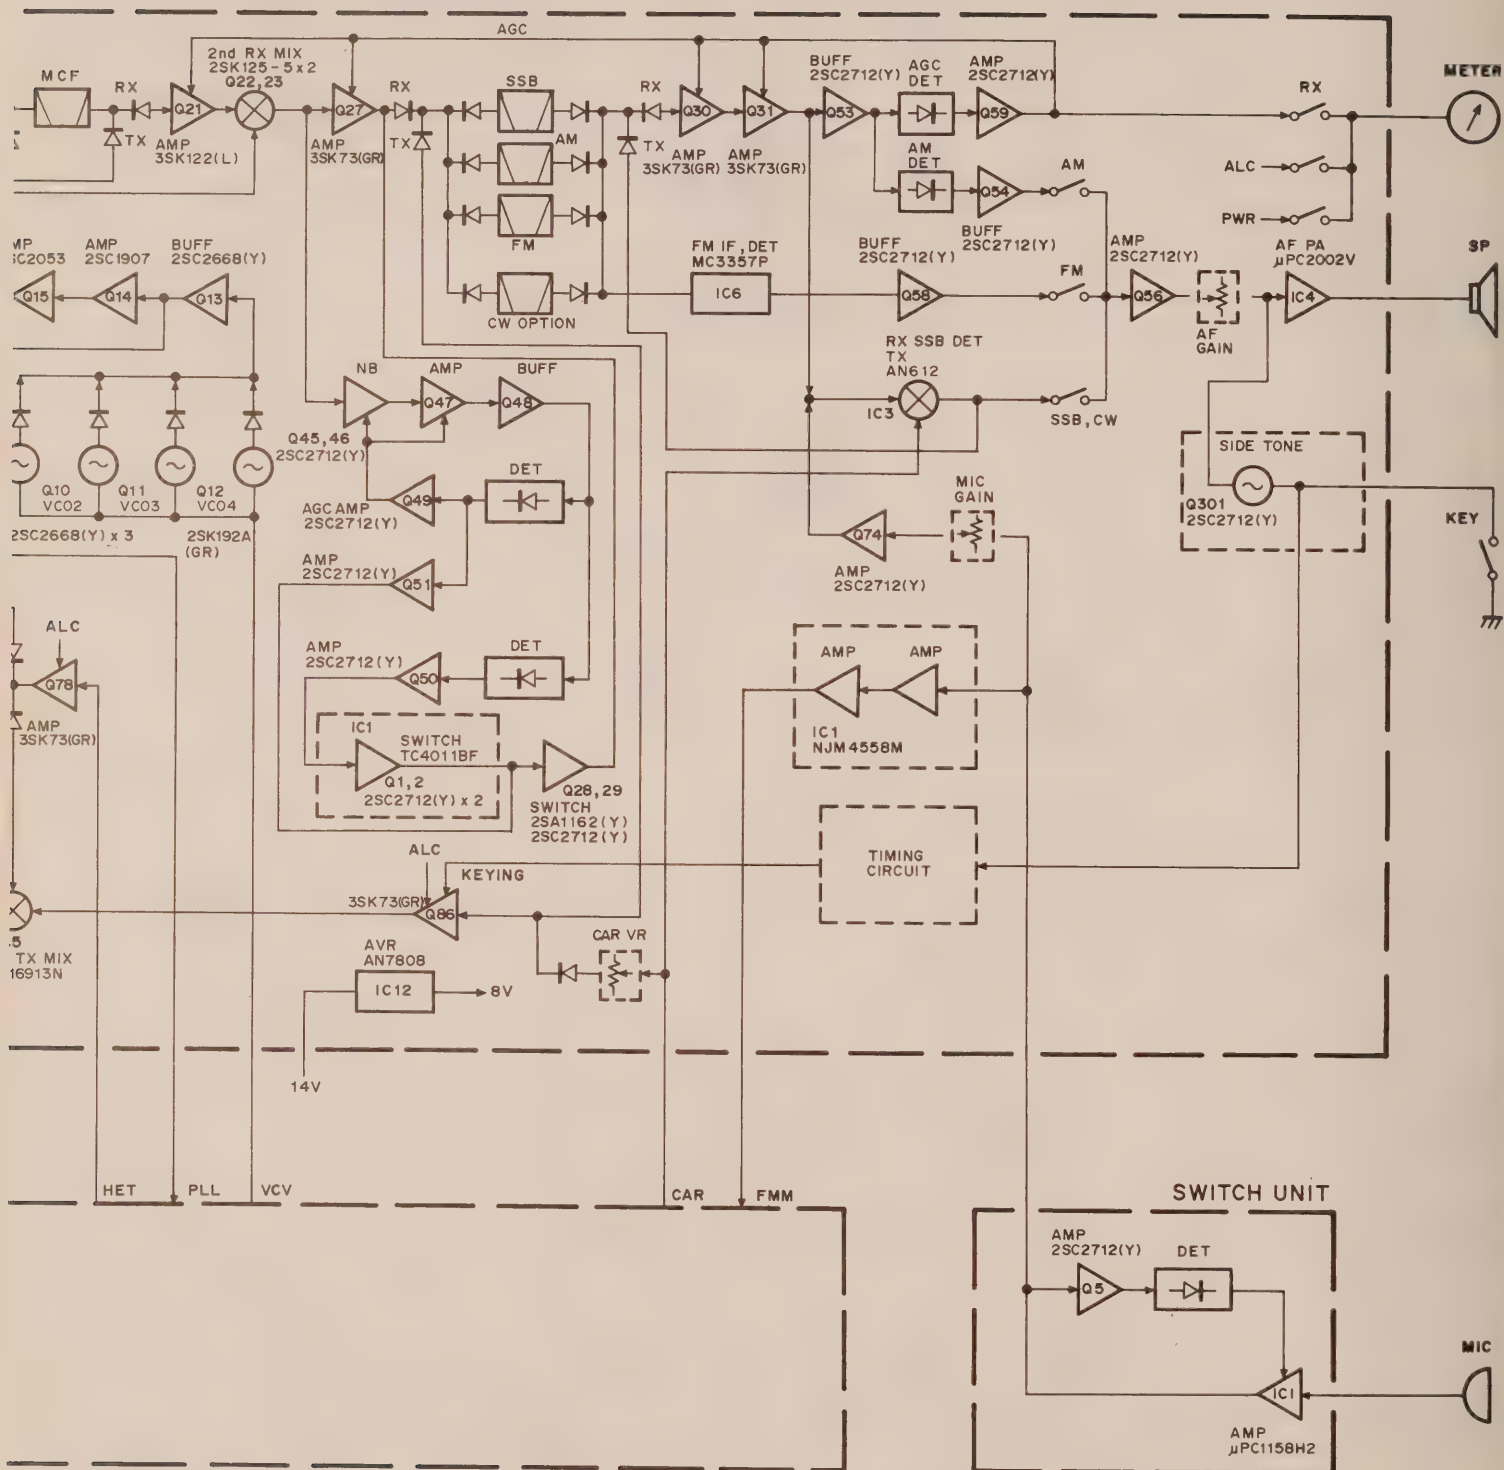 AGC
2nd RX MIX
2SK125-5x2
Q22,23
MCF
RX
Q21
TX
AMP
3SK122(L)
Q27
AMP
3SK73(GR)
RX
TX
SSB
AM
FM
CW OPTION
RX
TX
Q30
AMP
3SK73(GR)
Q31
AMP
3SK73(GR)
BUFF
2SC2712(Y)
Q53
AGC
DET
AMP
2SC2712(Y)
Q59
AM
DET
Q54
BUFF
2SC2712(Y)
AM
RX
ALC
PWR
METER
AMP
2SC1907
Q15
Q14
BUFF
2SC2668(Y)
Q13
FM IF, DET
MC3357P
IC6
BUFF
2SC2712(Y)
Q58
FM
AMP
2SC2712(Y)
Q56
AF
GAIN
AF PA
µPC2002V
IC4
SP
NB
Q45,46
2SC2712(Y)
AMP
Q47
BUFF
Q48
RX SSB DET
TX
AN612
IC3
SSB, CW
Q10
VCO2
Q11
VCO3
Q12
VCO4
2SC2668(Y) x 3
2SK192A
(GR)
Q49
AGC AMP
2SC2712(Y)
DET
AMP
2SC2712(Y)
Q51
MIC
GAIN
Q74
AMP
2SC2712(Y)
SIDE TONE
Q301
2SC2712(Y)
KEY
ALC
Q78
AMP
3SK73(GR)
AMP
2SC2712(Y)
Q50
DET
AMP
AMP
IC1
NJM4558M
IC1
SWITCH
TC4011BF
Q1,2
2SC2712(Y) x 2
Q28,29
SWITCH
2SA1162(Y)
2SC2712(Y)
TIMING
CIRCUIT
ALC
KEYING
3SK73(GR)
Q86
TX MIX
16913N
CAR VR
AVR
AN7808
IC12
8V
14V
HET
PLL
VCV
CAR
FMM
SWITCH UNIT
AMP
2SC2712(Y)
Q5
DET
IC1
AMP
µPC1158H2
MIC